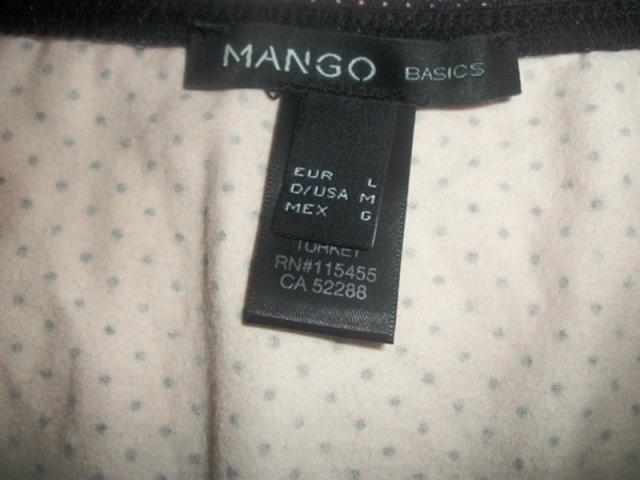 MANGO BASICS
EUR L
D/USA M
MEX G
TURKEY
RN#115455
CA 52288